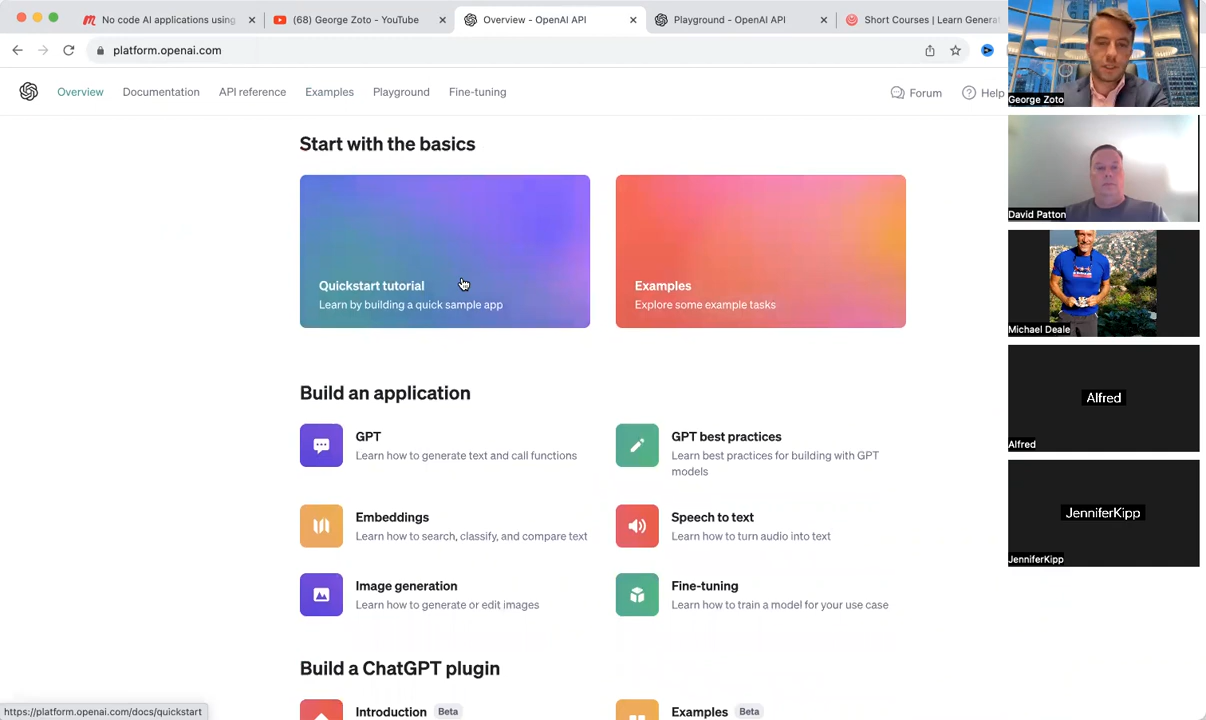 No code AI applications using
(68) George Zoto - YouTube
Overview - OpenAI API
Playground - OpenAI API
Short Courses | Learn Genera
platform.openai.com
Overview
Documentation
API reference
Examples
Playground
Fine-tuning
Forum
Help
Start with the basics
Quickstart tutorial
Learn by building a quick sample app
Examples
Explore some example tasks
Build an application
GPT
Learn how to generate text and call functions
GPT best practices
Learn best practices for building with GPT
models
Embeddings
Learn how to search, classify, and compare text
Speech to text
Learn how to turn audio into text
Image generation
Learn how to generate or edit images
Fine-tuning
Learn how to train a model for your use case
Build a ChatGPT plugin
Introduction Beta
Examples Beta
https://platform.openai.com/docs/quickstart
George Zoto
David Patton
Michael Deale
Alfred
Alfred
JenniferKipp
JenniferKipp